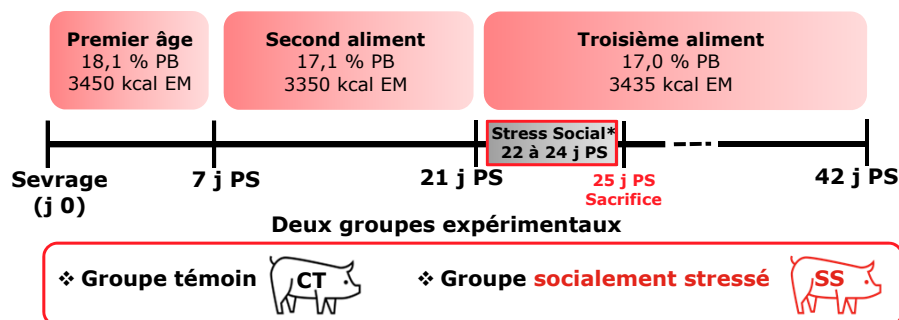 Premier âge
18,1 % PB
3450 kcal EM
Second aliment
17,1 % PB
3350 kcal EM
Troisième aliment
17,0 % PB
3435 kcal EM
Stress Social*
22 à 24 j PS
Sevrage
(j 0)
7 j PS
21 j PS
25 j PS
Sacrifice
42 j PS
Deux groupes expérimentaux
❖ Groupe témoin CT
❖ Groupe socialement stressé SS